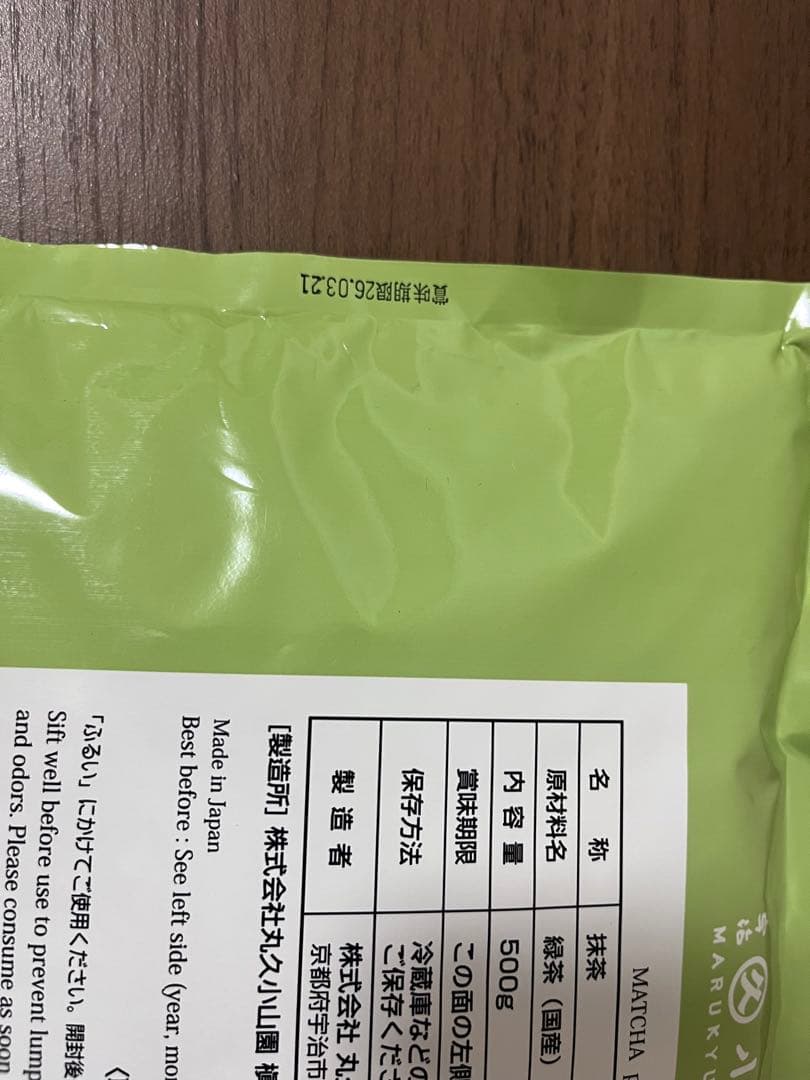 賞味期限26.03.21
宇治
久
MARUKYU
MATCHA
名 称 抹茶
原材料名 緑茶（国産）
内 容 量 500g
賞味期限 この面の左側
保存方法 冷蔵庫などの
ご保存くださ
製 造 者 株式会社 丸
京都府宇治市
[製造所] 株式会社丸久小山園 槇
Made in Japan
Best before : See left side (year, mo
「ふるい」にかけてご使用ください。開封後
Sift well before use to prevent lump
and odors. Please consume as soon